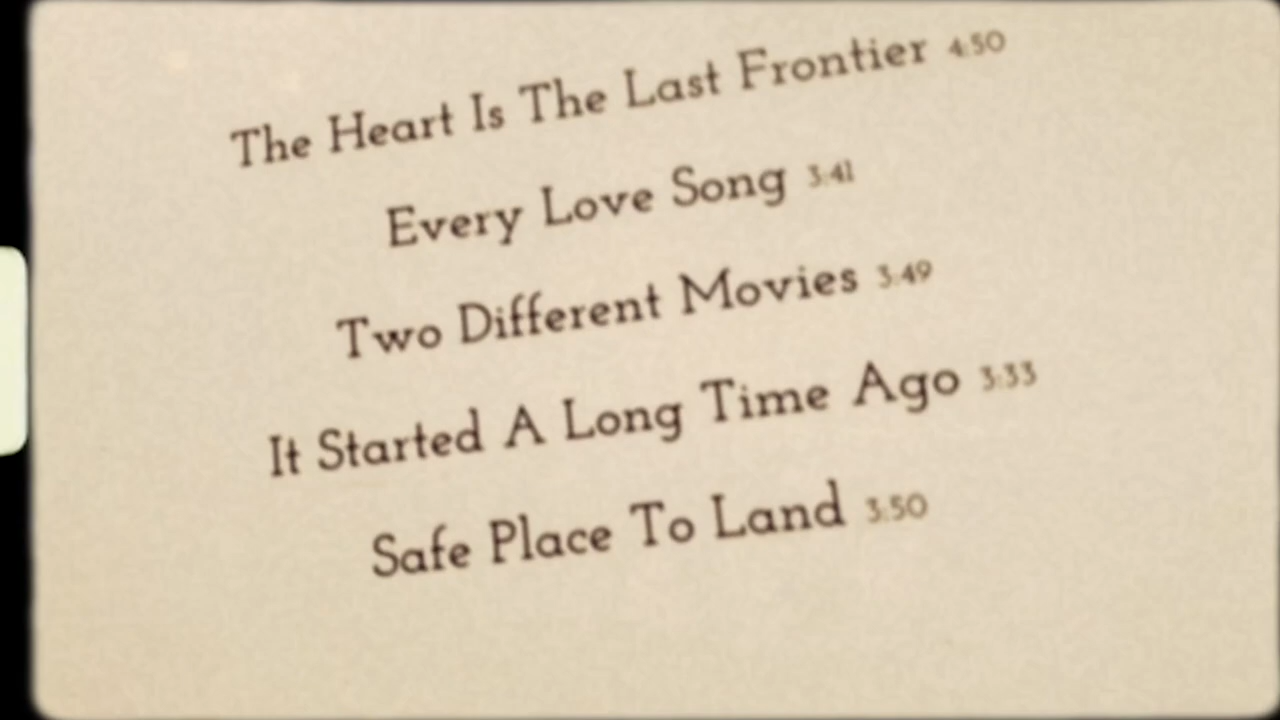 The Heart Is The Last Frontier 4:50
Every Love Song 3:41
Two Different Movies 3:49
It Started A Long Time Ago 3:33
Safe Place To Land 3:50